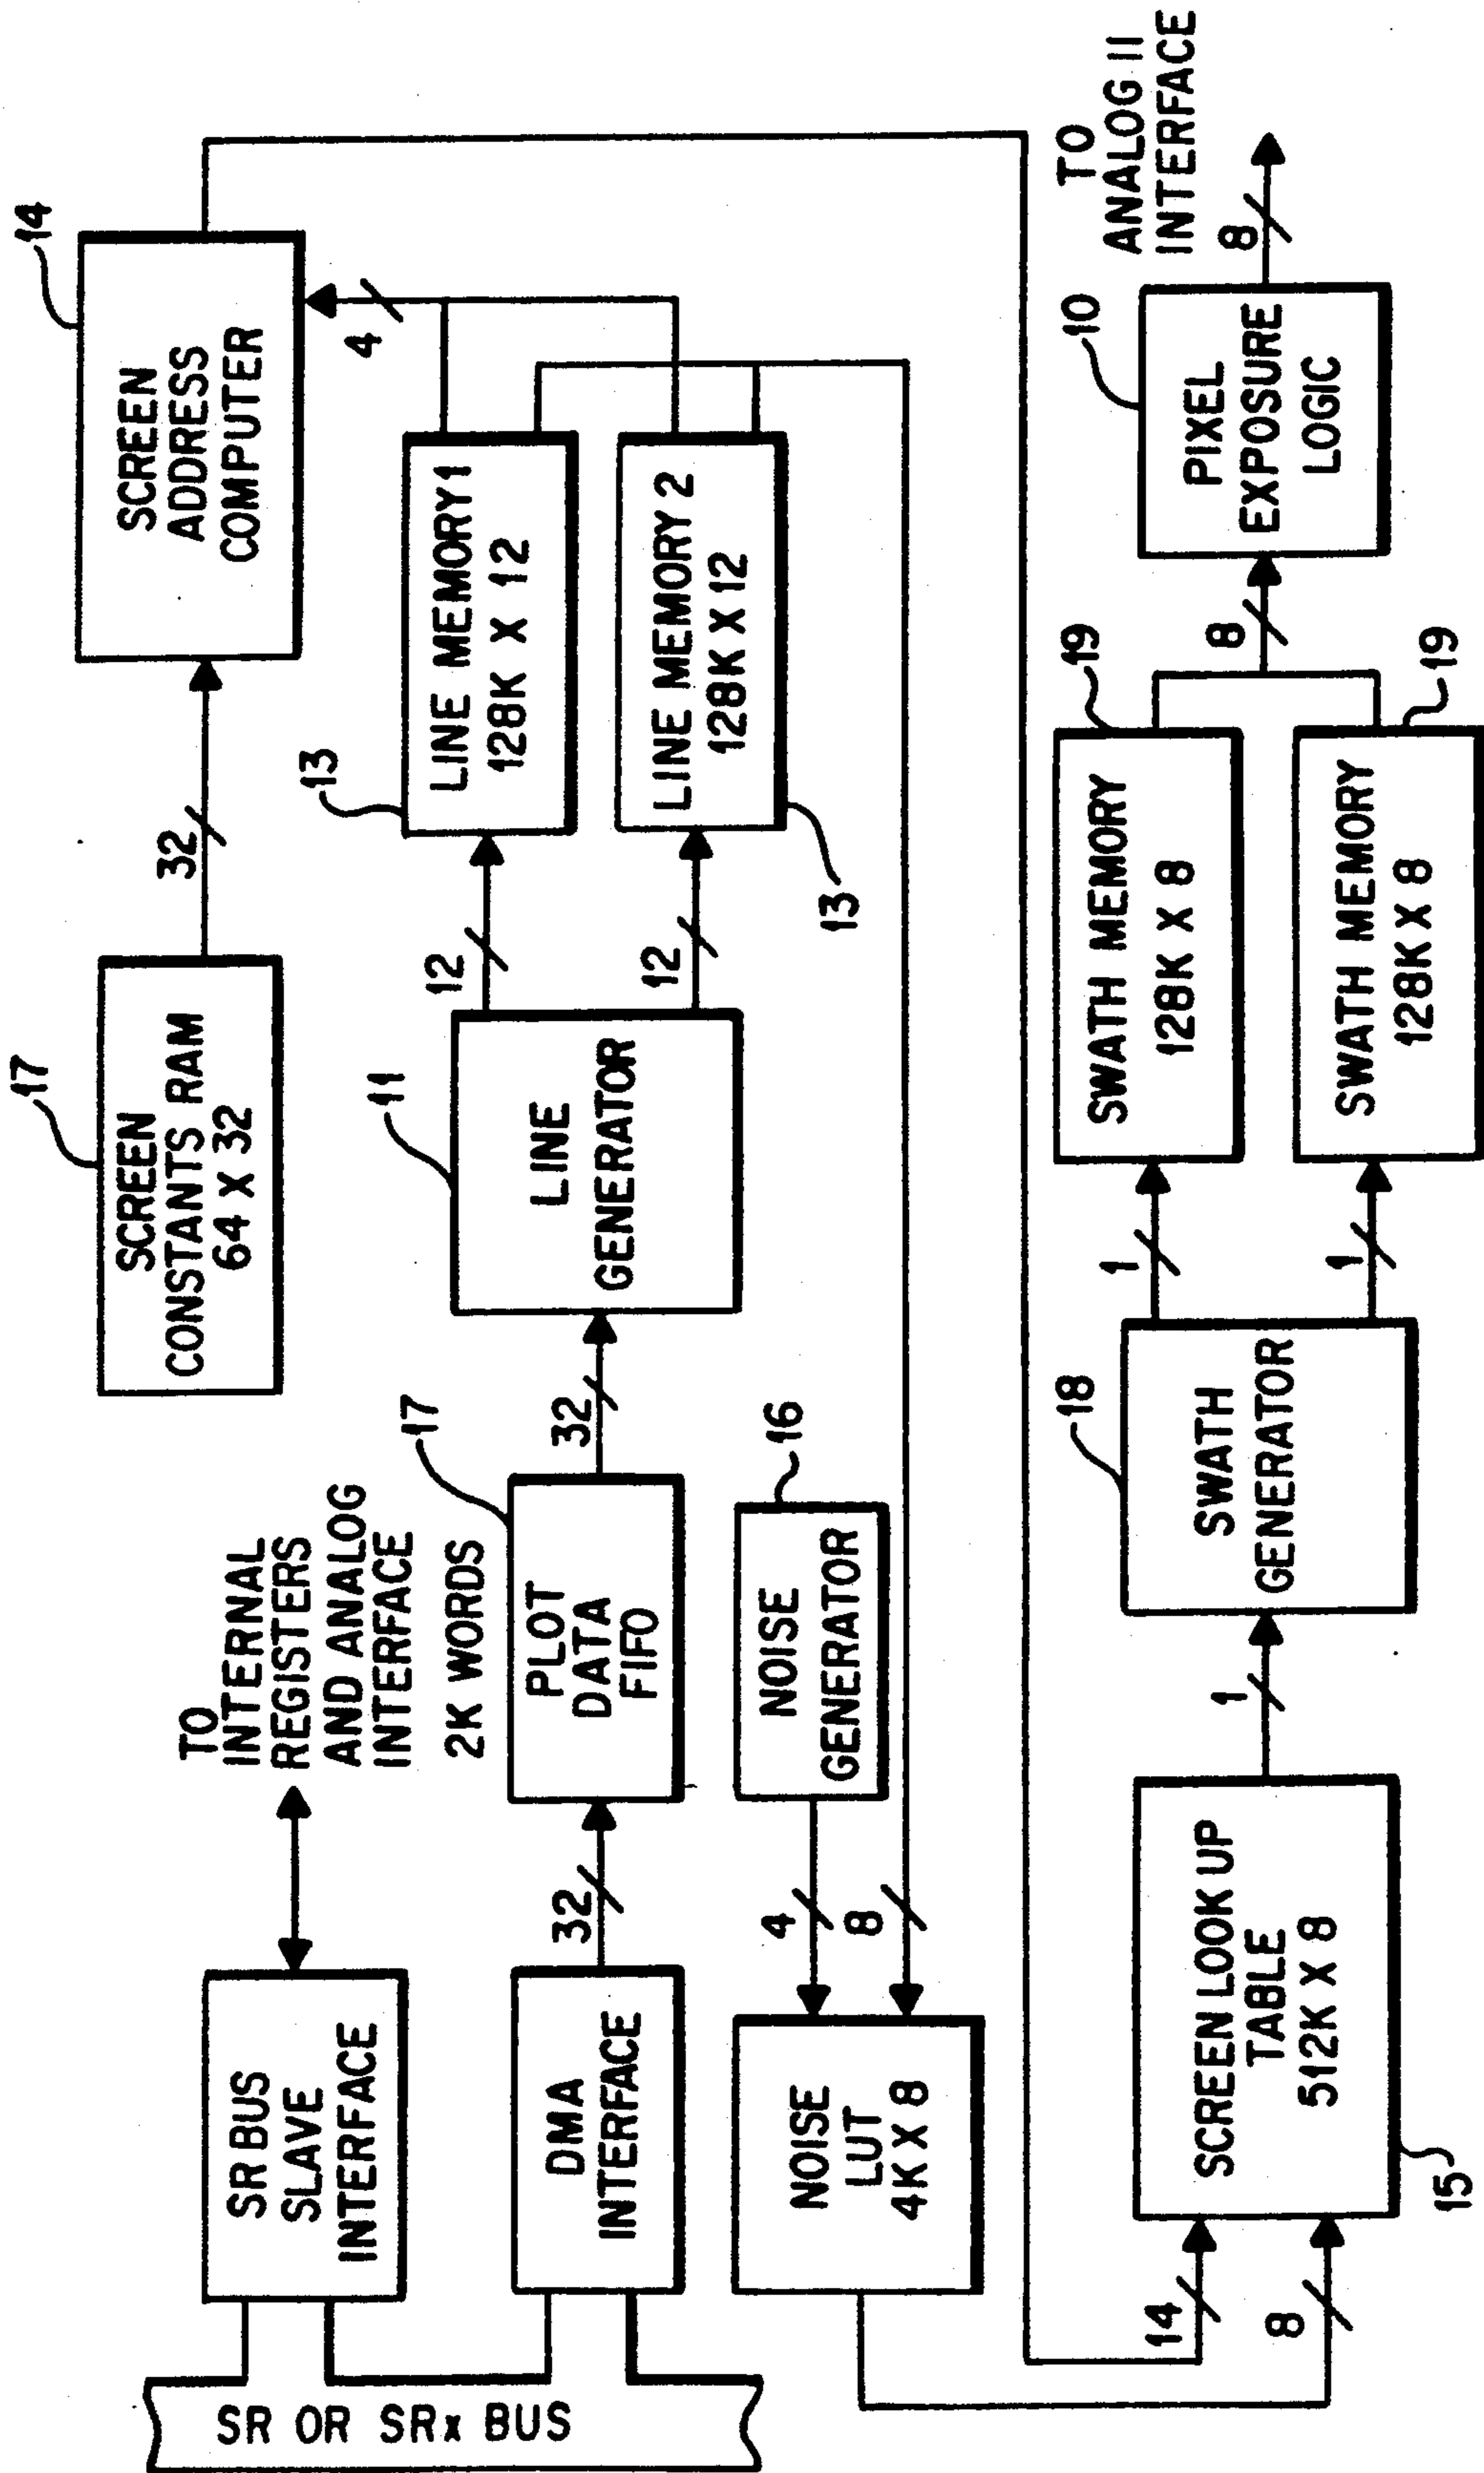 SR OR SRx BUS
SR BUS
SLAVE
INTERFACE
TO
INTERNAL
REGISTERS
AND ANALOG
INTERFACE
DMA
INTERFACE
32
2K WORDS
PLOT
DATA
FIFO
17
32
LINE
GENERATOR
11
12
12
LINE MEMORY 1
128K X 12
13
LINE MEMORY 2
128K X 12
13
SCREEN
CONSTANTS RAM
64 X 32
17
32
SCREEN
ADDRESS
COMPUTER
14
4
NOISE
GENERATOR
16
4
8
NOISE
LUT
4K X 8
14
8
SCREEN LOOK UP
TABLE
512K X 8
15
1
SWATH
GENERATOR
18
1
1
SWATH MEMORY
128K X 8
19
SWATH MEMORY
128K X 8
19
8
PIXEL
EXPOSURE
LOGIC
10
8
TO
ANALOG II
INTERFACE